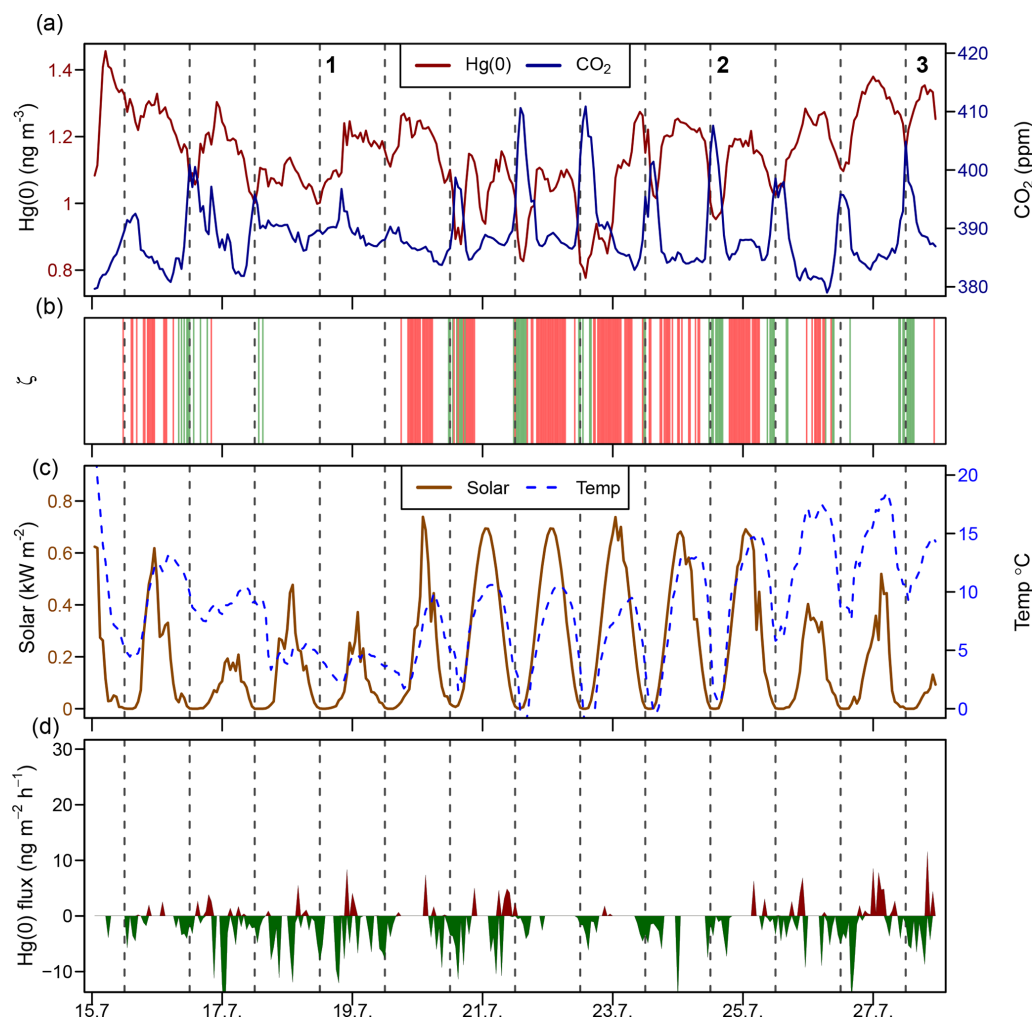 (a)
1 Hg(0) CO₂ 2 3
Hg(0) (ng m⁻³)
1.4
1.2
1
0.8
CO₂ (ppm)
420
410
400
390
380
(b)
ζ
(c)
Solar Temp
Solar (kW m⁻²)
0.8
0.6
0.4
0.2
0
Temp °C
20
15
10
5
0
(d)
Hg(0) flux (ng m⁻² h⁻¹)
30
20
10
0
−10
15.7. 17.7. 19.7. 21.7. 23.7. 25.7. 27.7.